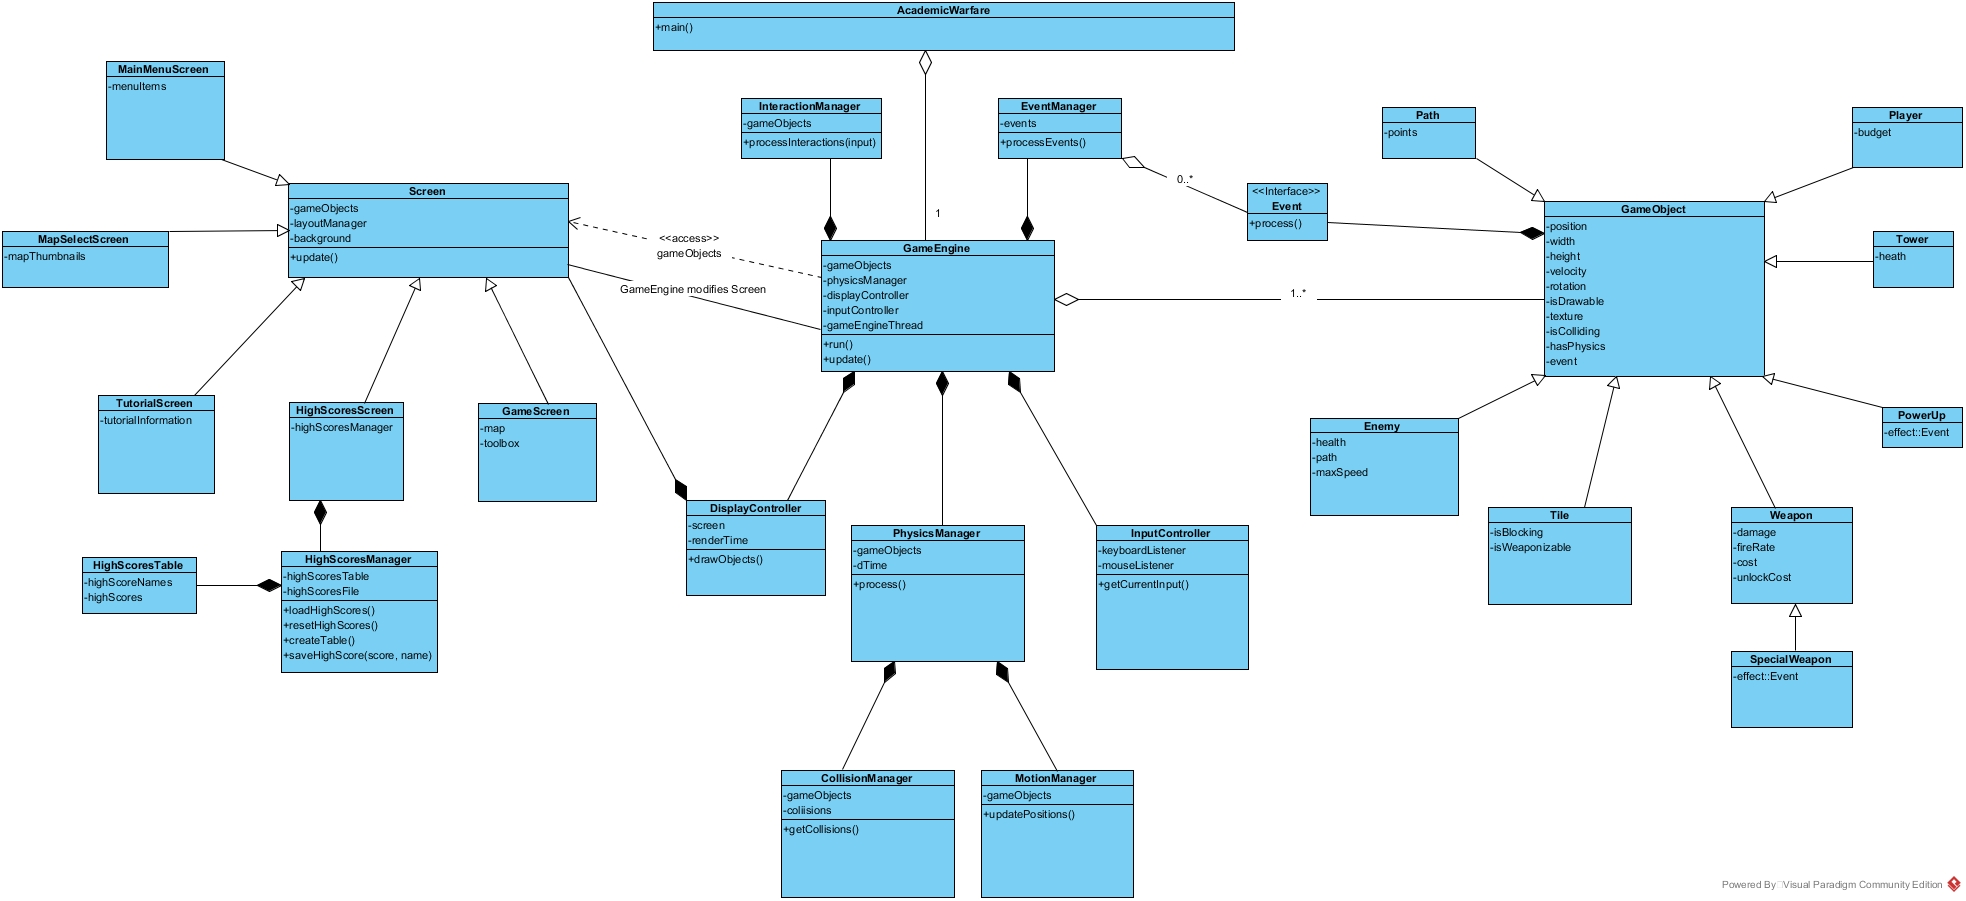 AcademicWarfare
+main()
MainMenuScreen
-menuItems
InteractionManager
-gameObjects
+processInteractions(input)
EventManager
-events
+processEvents()
Path
-points
Player
-budget
0..*
<<Interface>>
Event
+process()
Screen
-gameObjects
-layoutManager
-background
+update()
MapSelectScreen
-mapThumbnails
<<access>>
gameObjects
GameEngine modifies Screen
1
GameEngine
-gameObjects
-physicsManager
-displayController
-inputController
-gameEngineThread
+run()
+update()
1..*
GameObject
-position
-width
-height
-velocity
-rotation
-isDrawable
-texture
-isColliding
-hasPhysics
-event
Tower
-heath
TutorialScreen
-tutorialInformation
HighScoresScreen
-highScoresManager
GameScreen
-map
-toolbox
Enemy
-health
-path
-maxSpeed
PowerUp
-effect::Event
DisplayController
-screen
-renderTime
+drawObjects()
PhysicsManager
-gameObjects
-dTime
+process()
InputController
-keyboardListener
-mouseListener
+getCurrentInput()
Tile
-isBlocking
-isWeaponizable
Weapon
-damage
-fireRate
-cost
-unlockCost
HighScoresTable
-highScoreNames
-highScores
HighScoresManager
-highScoresTable
-highScoresFile
+loadHighScores()
+resetHighScores()
+createTable()
+saveHighScore(score, name)
SpecialWeapon
-effect::Event
CollisionManager
-gameObjects
-coliisions
+getCollisions()
MotionManager
-gameObjects
+updatePositions()
Powered By Visual Paradigm Community Edition